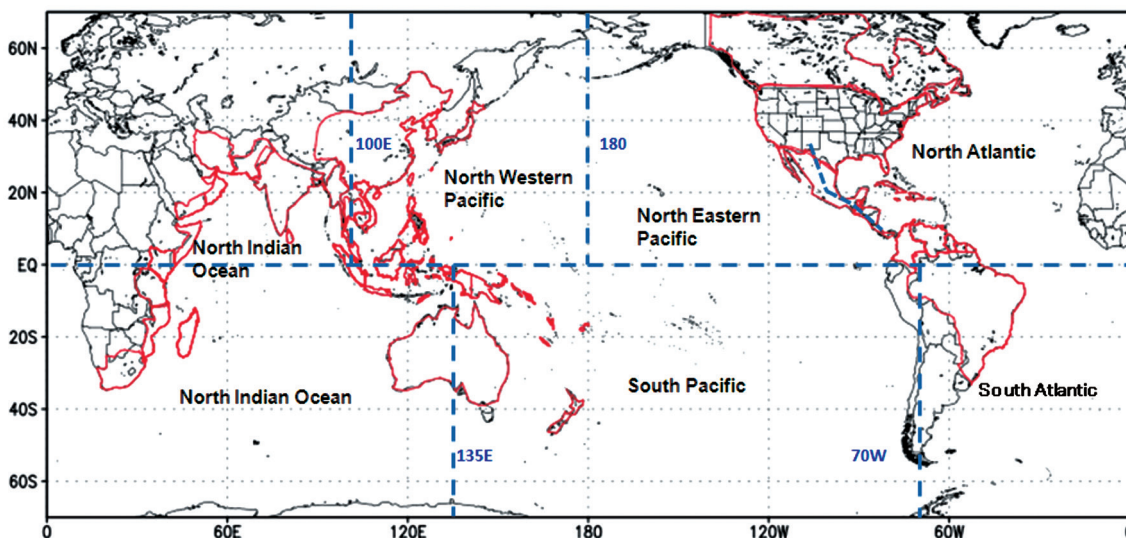 60N
40N
100E
180
North Atlantic
North Western
Pacific
20N
North Eastern
Pacific
North Indian
Ocean
EQ
20S
North Indian Ocean
South Pacific
South Atlantic
40S
135E
70W
60S
0
60E
120E
180
120W
60W